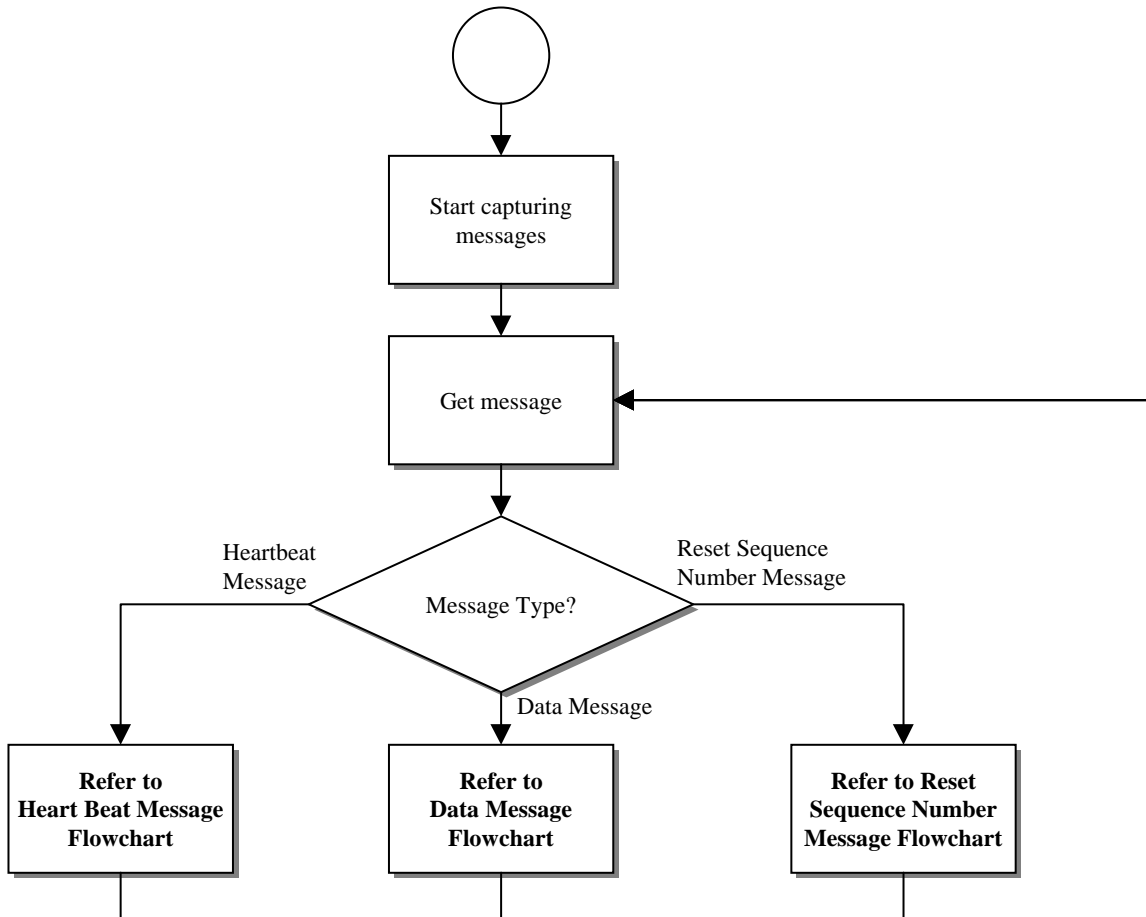 Start capturing
messages
Get message
Heartbeat
Message
Reset Sequence
Number Message
Message Type?
Data Message
Refer to
Heart Beat Message
Flowchart
Refer to
Data Message
Flowchart
Refer to Reset
Sequence Number
Message Flowchart